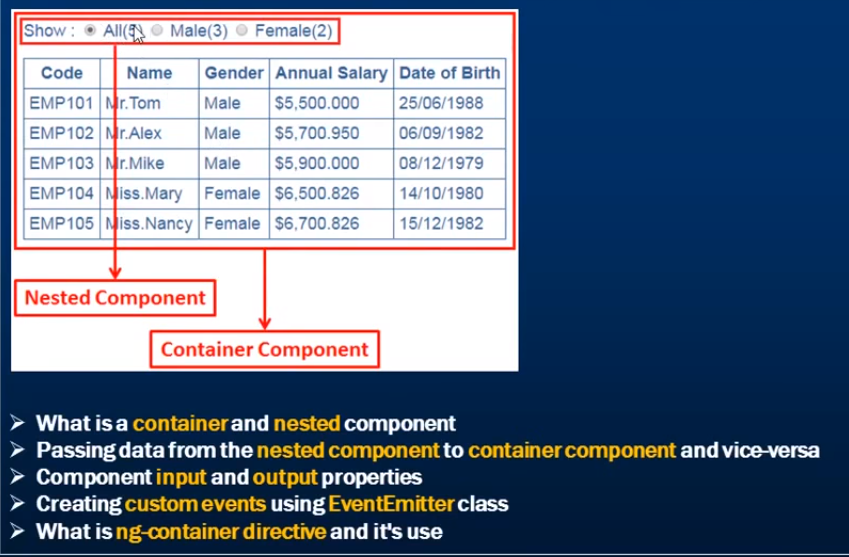 Show : All(5) Male(3) Female(2)
Code Name Gender Annual Salary Date of Birth
EMP101 Mr.Tom Male $5,500.000 25/06/1988
EMP102 Mr.Alex Male $5,700.950 06/09/1982
EMP103 Mr.Mike Male $5,900.000 08/12/1979
EMP104 Miss.Mary Female $6,500.826 14/10/1980
EMP105 Miss.Nancy Female $6,700.826 15/12/1982
Nested Component
Container Component
What is a container and nested component
Passing data from the nested component to container component and vice-versa
Component input and output properties
Creating custom events using EventEmitter class
What is ng-container directive and it's use